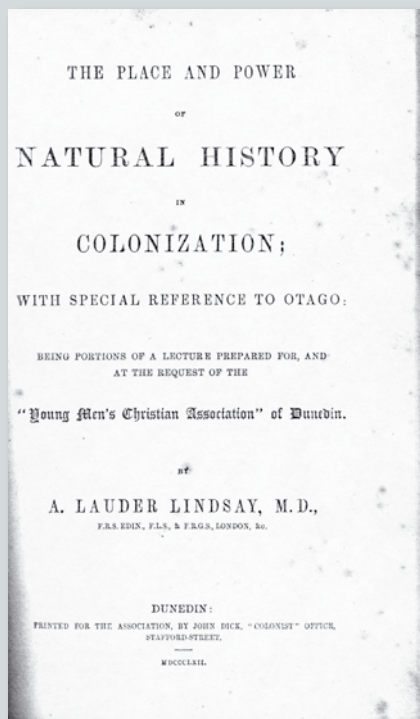 THE PLACE AND POWER
OF
NATURAL HISTORY
IN
COLONIZATION;
WITH SPECIAL REFERENCE TO OTAGO:
BEING PORTIONS OF A LECTURE PREPARED FOR, AND
AT THE REQUEST OF THE
"Young Men's Christian Association" of Dunedin.
BY
A. LAUDER LINDSAY, M.D.,
F.R.S. EDIN., F.L.S., & F.R.G.S., LONDON, &c.
DUNEDIN:
PRINTED FOR THE ASSOCIATION, BY JOHN DICK, "COLONIST" OFFICE,
STAFFORD-STREET.
MDCCCLXII.